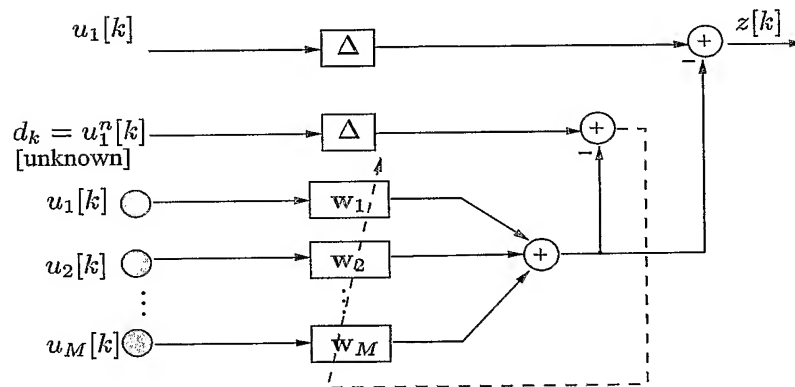 u₁[k]
Δ
+
−
z[k]
d_k = u₁ⁿ[k]
[unknown]
Δ
+
−
u₁[k]
w₁
u₂[k]
w₂
+
⋮
⋮
u_M[k]
w_M